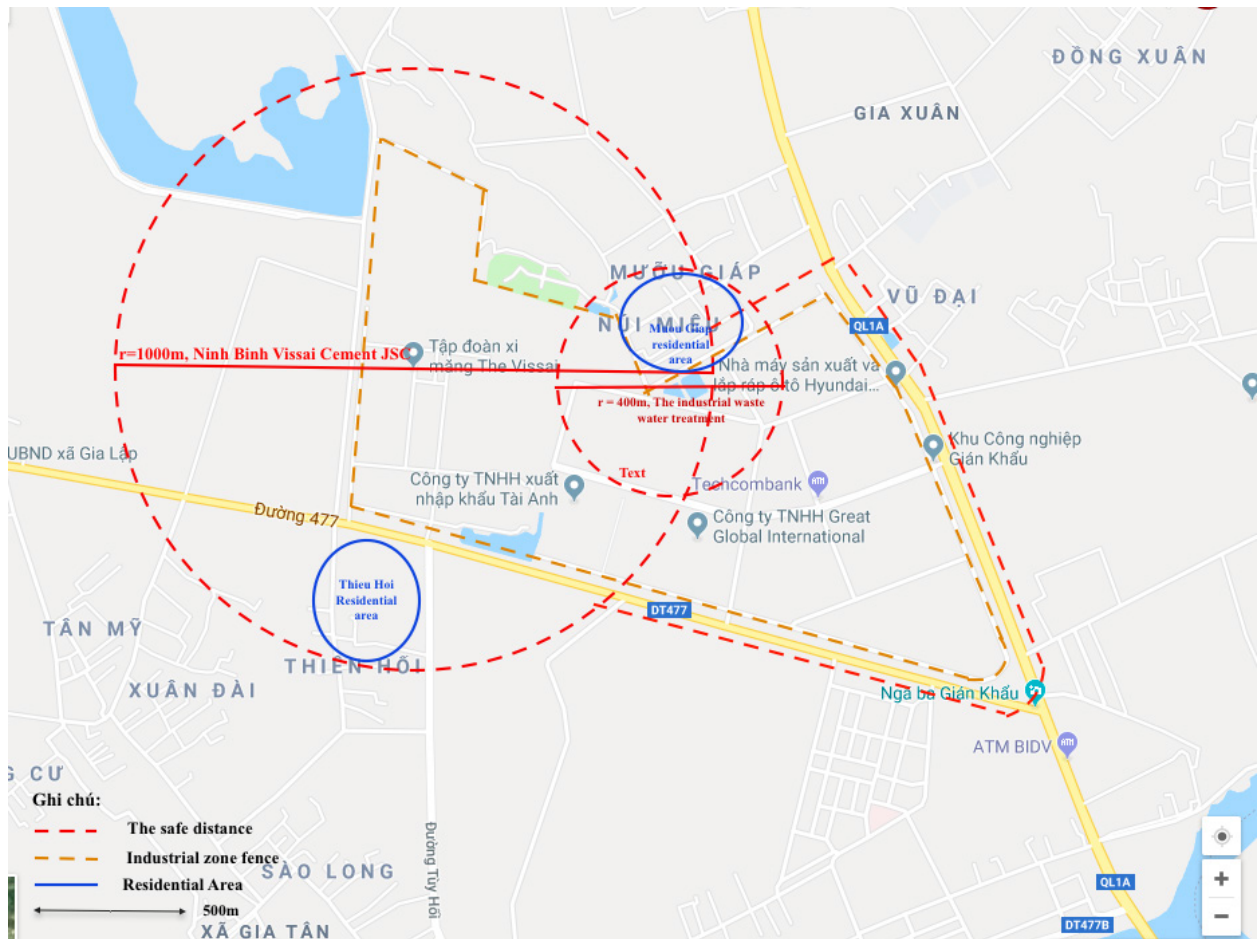 ĐỒNG XUÂN
GIA XUÂN
MƯỠU GIÁP
VŨ ĐẠI
NÚI MIỄU
QL1A
Muou Giap
residential
area
r=1000m, Ninh Binh Vissai Cement JSC
Tập đoàn xi
măng The Vissai
Nhà máy sản xuất và
lắp ráp ô tô Hyundai...
r = 400m, The industrial waste
water treatment
UBND xã Gia Lập
Khu Công nghiệp
Gián Khẩu
Text
Công ty TNHH xuất
nhập khẩu Tài Anh
Techcombank
ATM
Đường 477
Công ty TNHH Great
Global International
Thieu Hoi
Residential
area
DT477
TÂN MỸ
THIÊN HỐI
XUÂN ĐÀI
Ngã ba Gián Khẩu
ATM BIDV
ATM
G CƯ
Ghi chú:
The safe distance
Industrial zone fence
Residential Area
500m
SÀO LONG
XÃ GIA TÂN
Đường Tùy Hối
QL1A
DT477B